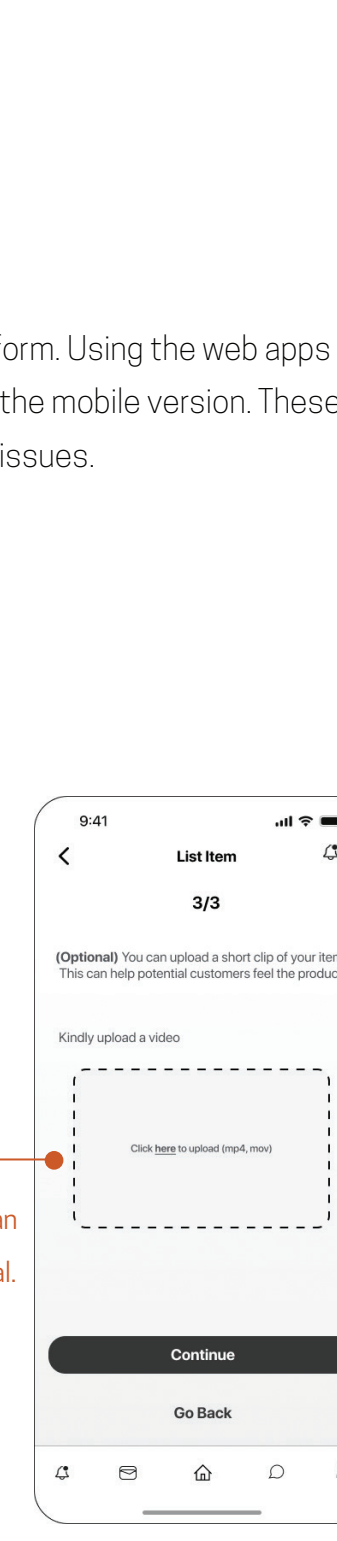 form. Using the web apps
the mobile version. These
issues.
9:41
List Item
3/3
(Optional) You can upload a short clip of your iter
This can help potential customers feel the produc
Kindly upload a video
Click here to upload (mp4, mov)
an
al.
Continue
Go Back